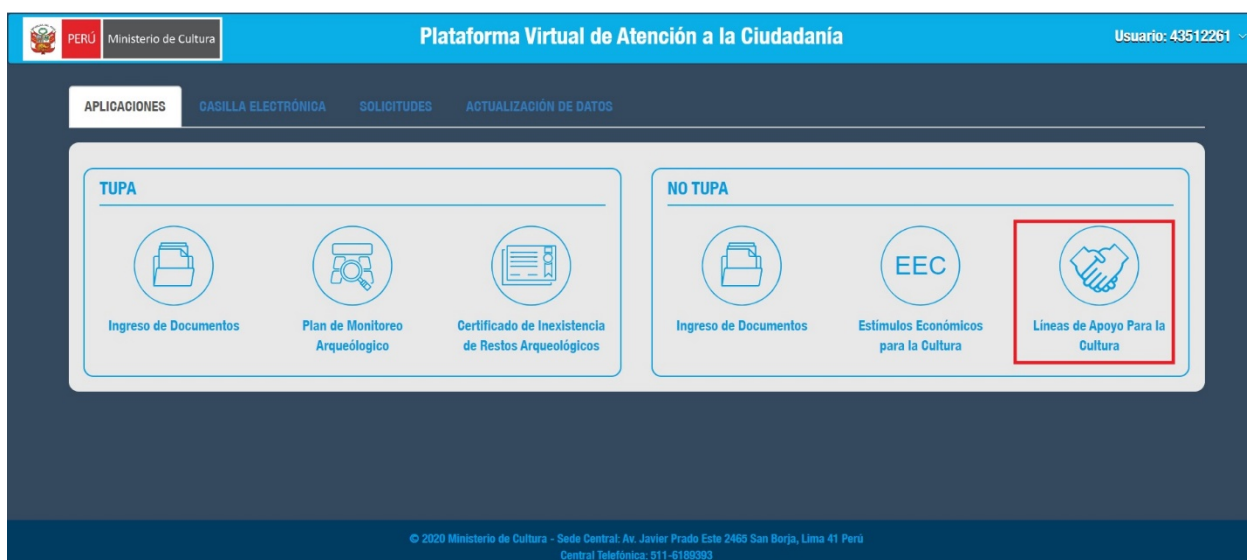 PERÚ Ministerio de Cultura
Plataforma Virtual de Atención a la Ciudadanía
Usuario: 43512261
APLICACIONES CASILLA ELECTRÓNICA SOLICITUDES ACTUALIZACIÓN DE DATOS
TUPA
Ingreso de Documentos
Plan de Monitoreo
Arqueólogico
Certificado de Inexistencia
de Restos Arqueológicos
NO TUPA
Ingreso de Documentos
EEC
Estímulos Económicos
para la Cultura
Líneas de Apoyo Para la
Cultura
© 2020 Ministerio de Cultura - Sede Central: Av. Javier Prado Este 2465 San Borja, Lima 41 Perú
Central Telefónica: 511-6189393